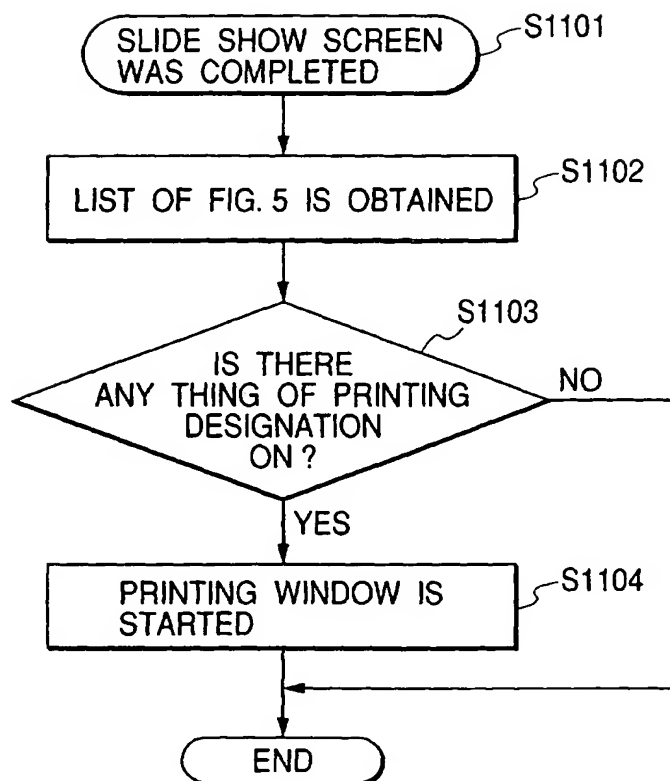 SLIDE SHOW SCREEN
WAS COMPLETED
S1101
LIST OF FIG. 5 IS OBTAINED
S1102
S1103
IS THERE
ANY THING OF PRINTING
DESIGNATION
ON ?
NO
YES
PRINTING WINDOW IS
STARTED
S1104
END